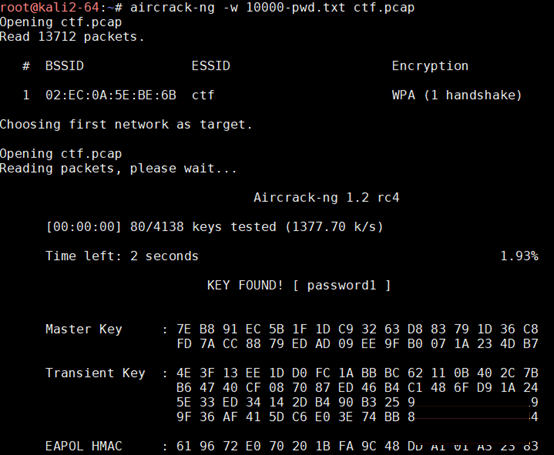 root@kali2-64:~# aircrack-ng -w 10000-pwd.txt ctf.pcap
Opening ctf.pcap
Read 13712 packets.
# BSSID ESSID Encryption
1 02:EC:0A:5E:BE:6B ctf WPA (1 handshake)
Choosing first network as target.
Opening ctf.pcap
Reading packets, please wait...
Aircrack-ng 1.2 rc4
[00:00:00] 80/4138 keys tested (1377.70 k/s)
Time left: 2 seconds 1.93%
KEY FOUND! [ password1 ]
Master Key : 7E B8 91 EC 5B 1F 1D C9 32 63 D8 83 79 1D 36 C8
FD 7A CC 88 79 ED AD 09 EE 9F B0 07 1A 23 4D B7
Transient Key : 4E 3F 13 EE 1D D0 FC 1A BB BC 62 11 0B 40 2C 7B
B6 47 40 CF 08 70 87 ED 46 B4 C1 48 6F D9 1A 24
5E 33 ED 34 14 2D B4 90 B3 25 9 9
9F 36 AF 41 5D C6 E0 3E 74 BB 8 4
EAPOL HMAC : 61 96 72 E0 70 20 1B FA 9C 48 DD A1 01 A3 23 83